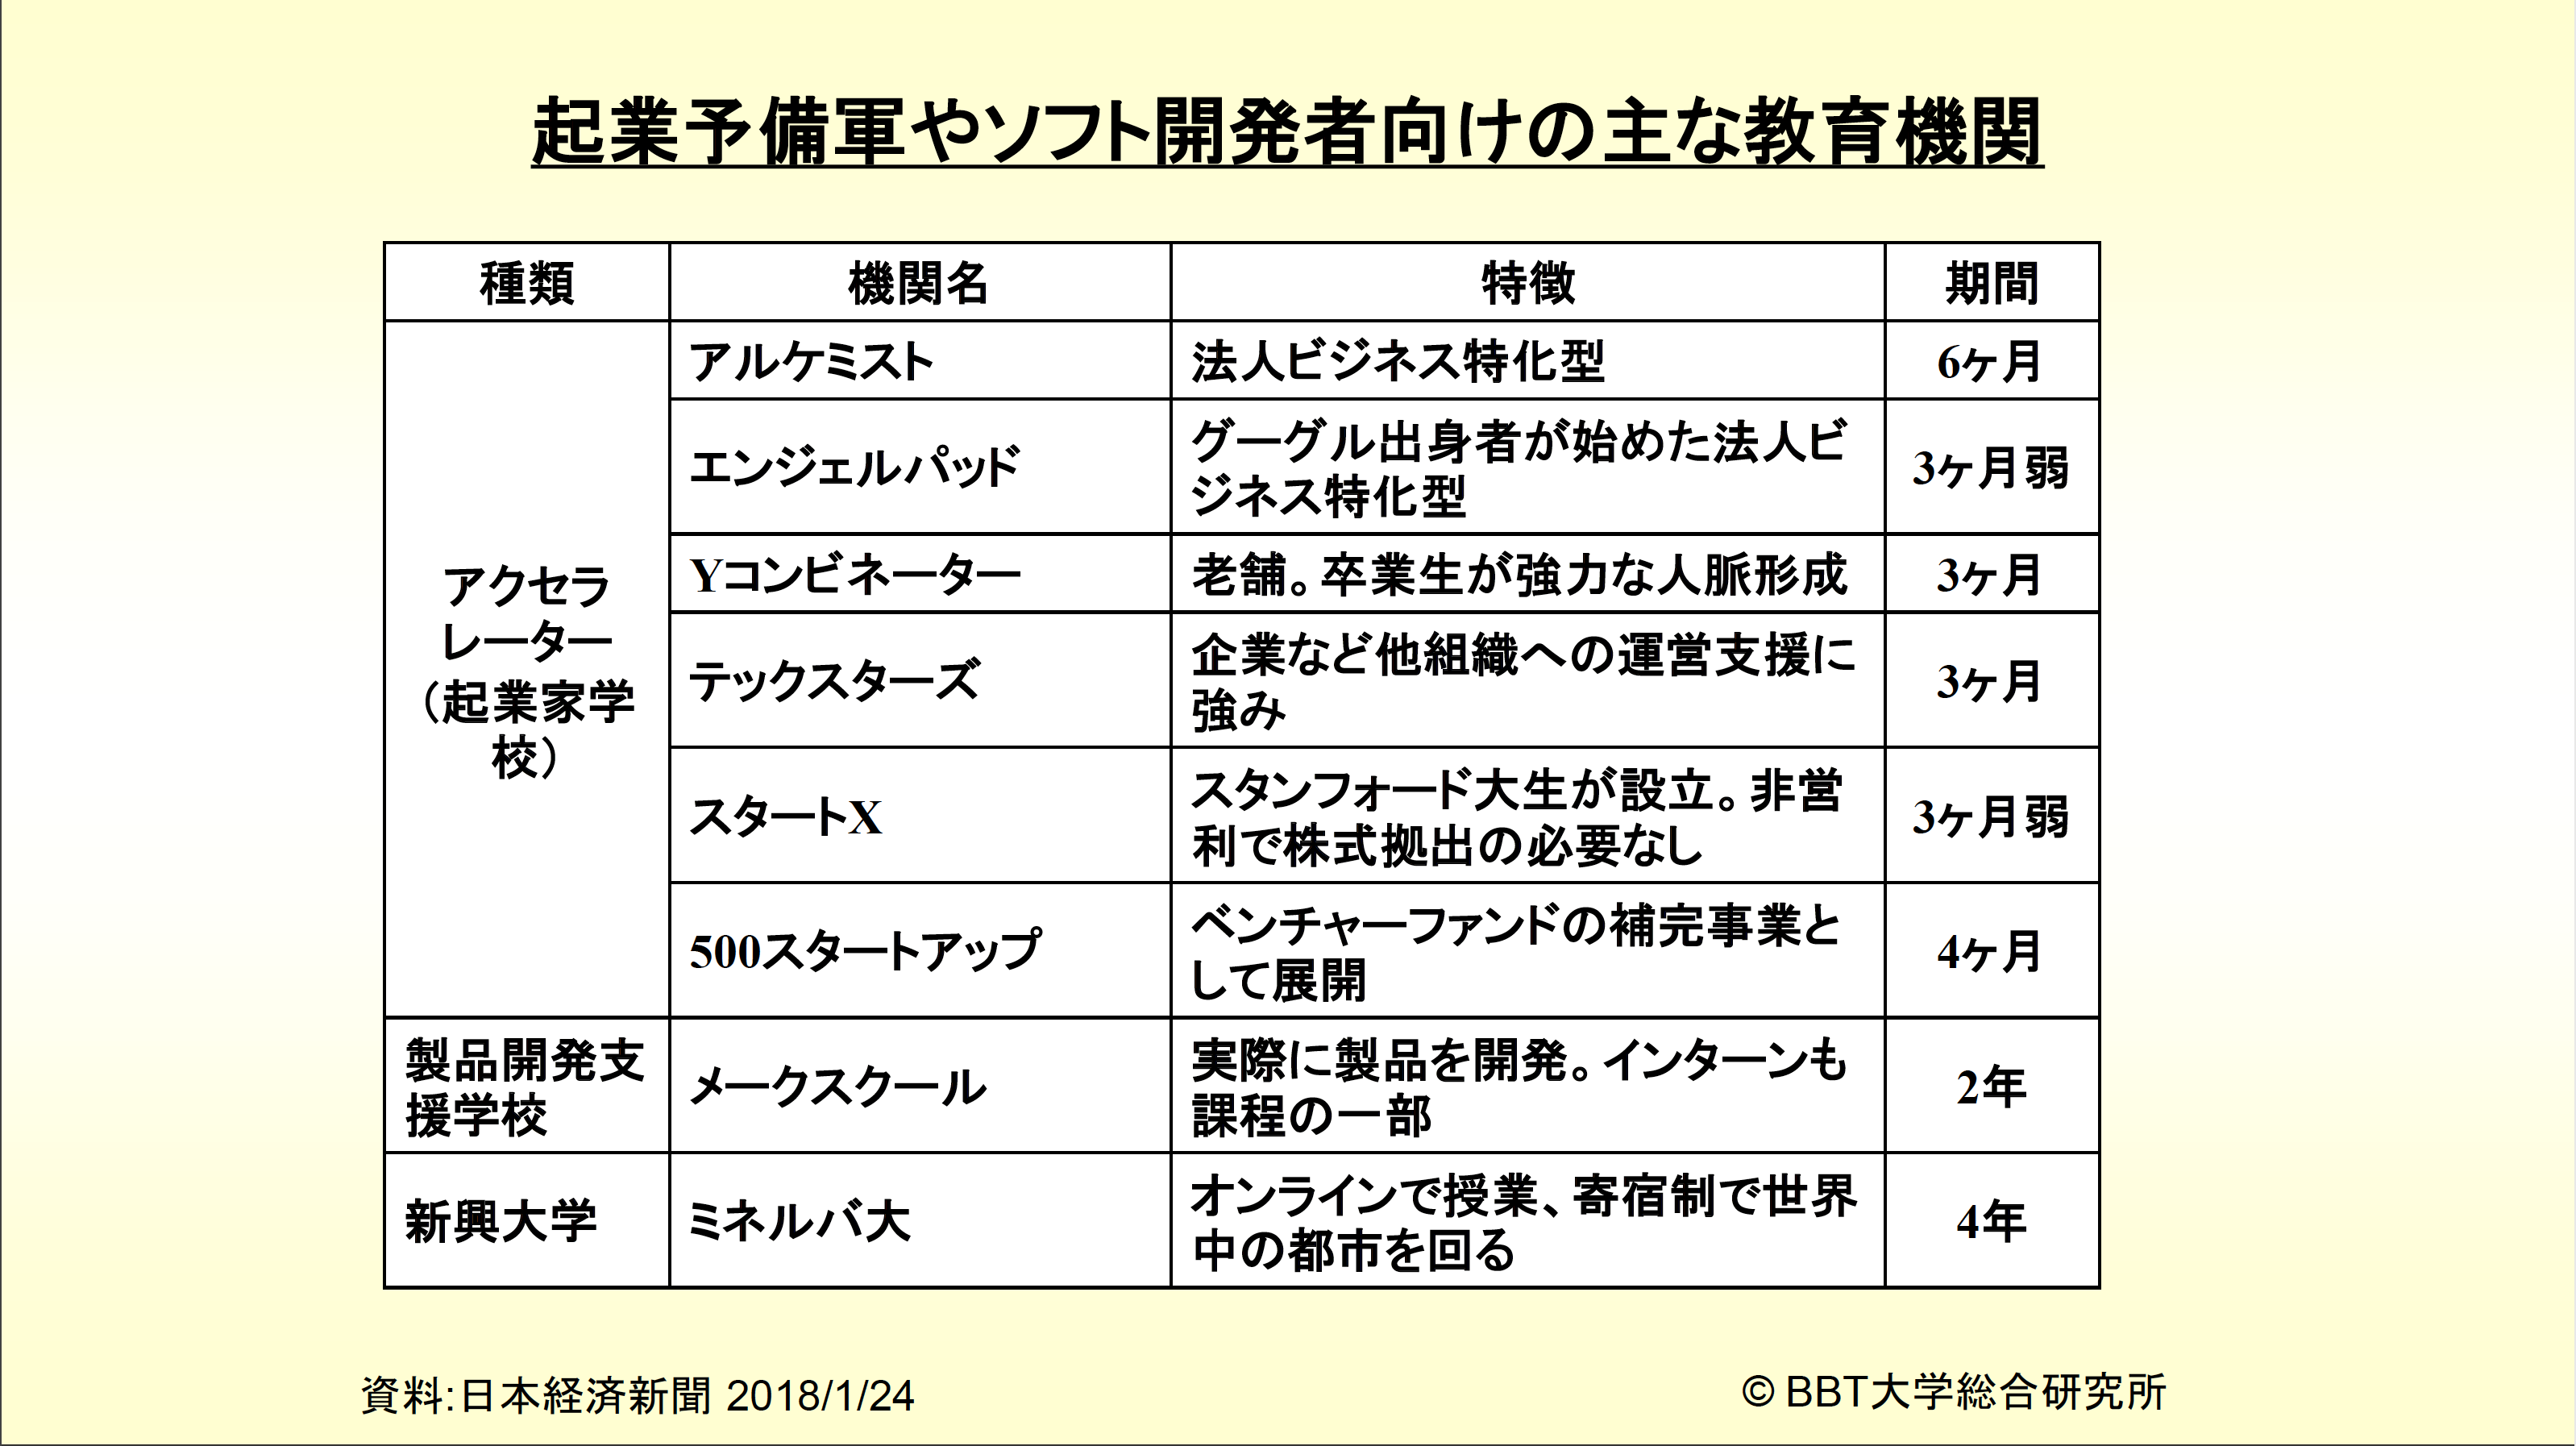 起業予備軍やソフト開発者向けの主な教育機関
種類 機関名 特徴 期間
アクセラ
レーター
（起業家学
校）
アルケミスト 法人ビジネス特化型 6ヶ月
エンジェルパッド
グーグル出身者が始めた法人ビ
ジネス特化型
3ヶ月弱
Yコンビネーター 老舗。卒業生が強力な人脈形成 3ヶ月
テックスターズ
企業など他組織への運営支援に
強み
3ヶ月
スタートX
スタンフォード大生が設立。非営
利で株式拠出の必要なし
3ヶ月弱
500スタートアップ
ベンチャーファンドの補完事業と
して展開
4ヶ月
製品開発支
援学校
メークスクール
実際に製品を開発。インターンも
課程の一部
2年
新興大学
ミネルバ大
オンラインで授業、寄宿制で世界
中の都市を回る
4年
資料:日本経済新聞 2018/1/24
© BBT大学総合研究所